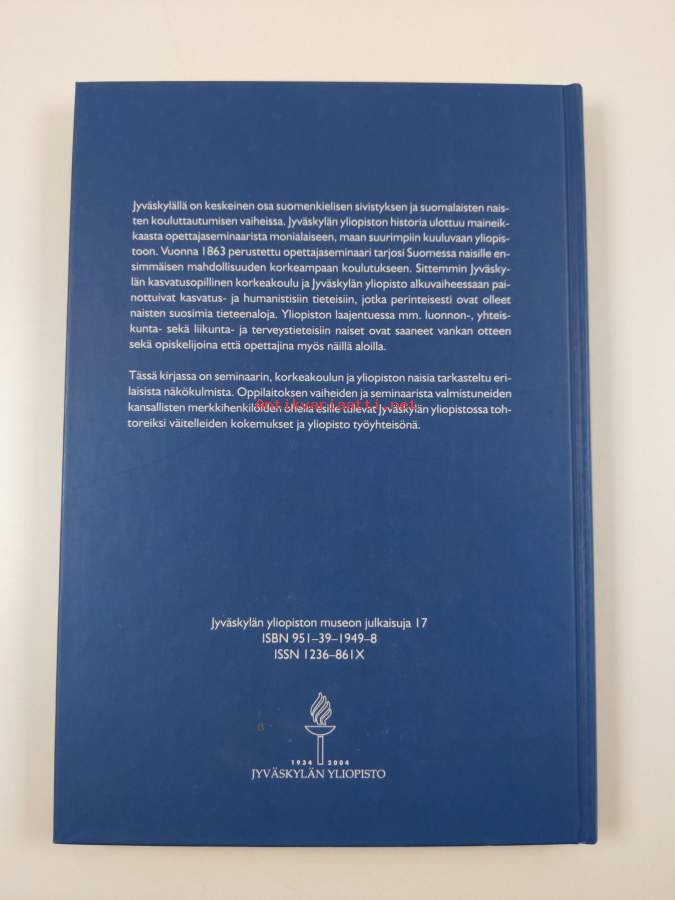 Jyväskylällä on keskeinen osa suomenkielisen sivistyksen ja suomalaisten nais-
ten kouluttautumisen vaiheissa. Jyväskylän yliopiston historia ulottuu maineik-
kaasta opettajaseminaarista monialaiseen, maan suurimpiin kuuluvaan yliopis-
toon. Vuonna 1863 perustettu opettajaseminaari tarjosi Suomessa naisille en-
simmäisen mahdollisuuden korkeampaan koulutukseen. Sittemmin Jyväsky-
län kasvatusopillinen korkeakoulu ja Jyväskylän yliopisto alkuvaiheessaan pai-
nottuivat kasvatus- ja humanistisiin tieteisiin, jotka perinteisesti ovat olleet
naisten suosimia tieteenaloja. Yliopiston laajentuessa mm. luonnon-, yhteis-
kunta- sekä liikunta- ja terveystieteisiin naiset ovat saaneet vankan otteen
sekä opiskelijoina että opettajina myös näillä aloilla.
Tässä kirjassa on seminaarin, korkeakoulun ja yliopiston naisia tarkasteltu eri-
laisista näkökulmista. Oppilaitoksen vaiheiden ja seminaarista valmistuneiden
kansallisten merkkihenkilöiden ohella esille tulevat Jyväskylän yliopistossa toh-
toreiksi väitelleiden kokemukset ja yliopisto työyhteisönä.
Antikvariaatti.net
Jyväskylän yliopiston museon julkaisuja 17
ISBN 951–39–1949–8
ISSN 1236–861X
1934 2004
JYVÄSKYLÄN YLIOPISTO